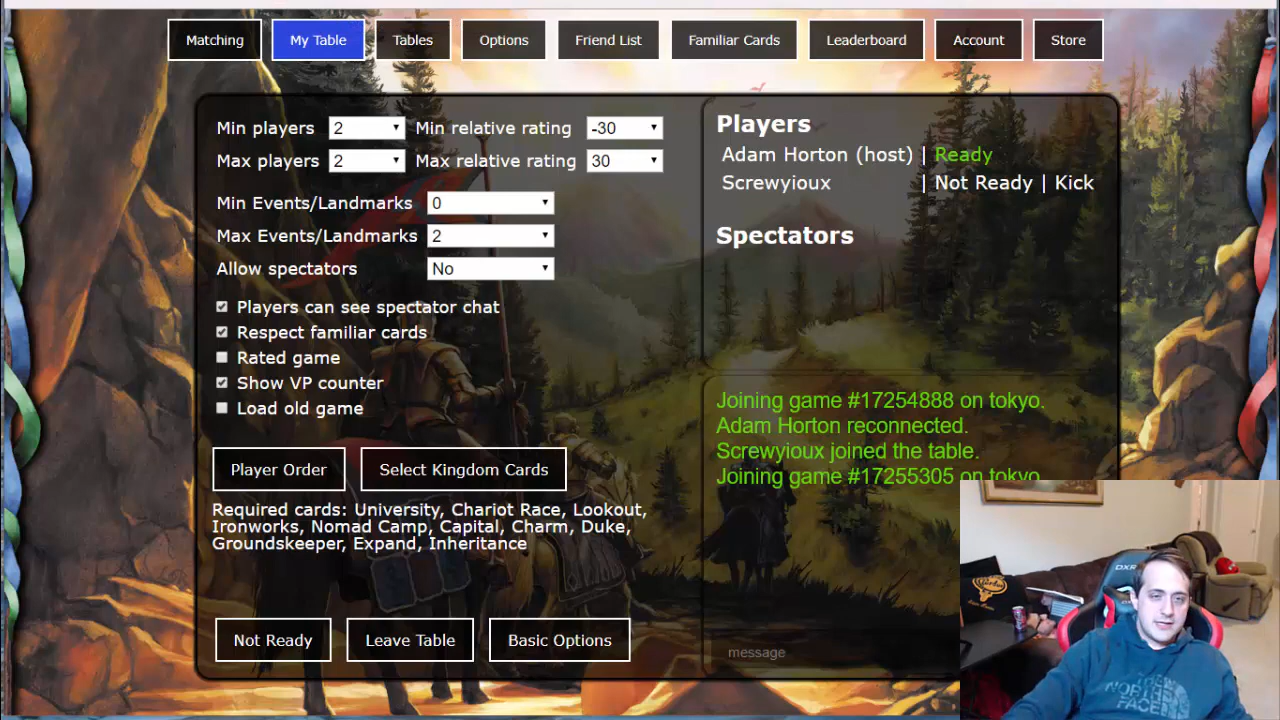 Matching My Table Tables Options Friend List Familiar Cards Leaderboard Account Store
Min players 2 Min relative rating -30
Max players 2 Max relative rating 30
Min Events/Landmarks 0
Max Events/Landmarks 2
Allow spectators No
Players can see spectator chat
Respect familiar cards
Rated game
Show VP counter
Load old game
Player Order Select Kingdom Cards
Required cards: University, Chariot Race, Lookout,
Ironworks, Nomad Camp, Capital, Charm, Duke,
Groundskeeper, Expand, Inheritance
Not Ready Leave Table Basic Options
Players
Adam Horton (host) | Ready
Screwyioux | Not Ready | Kick
Spectators
Joining game #17254888 on tokyo.
Adam Horton reconnected.
Screwyioux joined the table.
Joining game #17255305 on tokyo
message
DXR
THE
NORTH
FACE